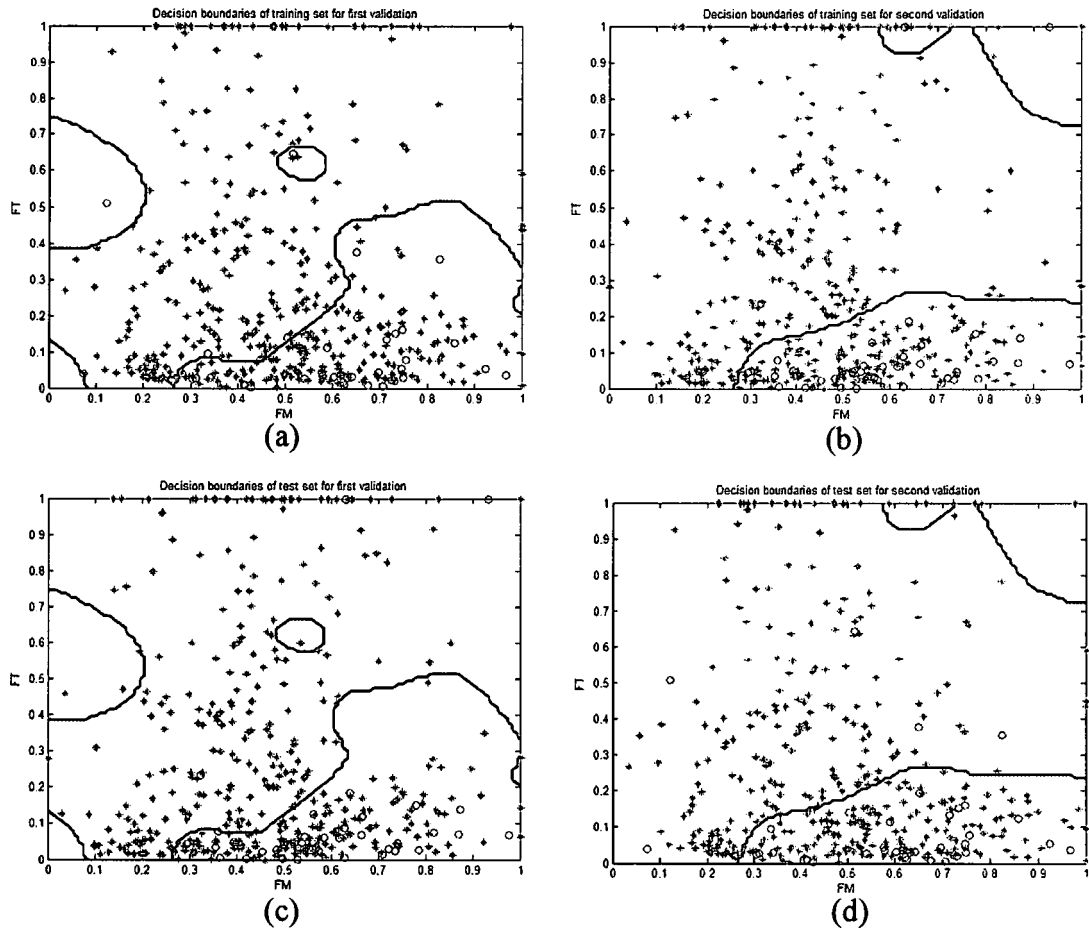 Decision boundaries of training set for first validation
1
0.9
0.8
0.7
0.6
0.5
0.4
0.3
0.2
0.1
0
FT
0 0.1 0.2 0.3 0.4 0.5 0.6 0.7 0.8 0.9 1
FM
(a)
Decision boundaries of training set for second validation
1
0.9
0.8
0.7
0.6
0.5
0.4
0.3
0.2
0.1
0
FT
0 0.1 0.2 0.3 0.4 0.5 0.6 0.7 0.8 0.9 1
FM
(b)
Decision boundaries of test set for first validation
1
0.9
0.8
0.7
0.6
0.5
0.4
0.3
0.2
0.1
0
FT
0 0.1 0.2 0.3 0.4 0.5 0.6 0.7 0.8 0.9 1
FM
(c)
Decision boundaries of test set for second validation
1
0.9
0.8
0.7
0.6
0.5
0.4
0.3
0.2
0.1
0
FT
0 0.1 0.2 0.3 0.4 0.5 0.6 0.7 0.8 0.9 1
FM
(d)